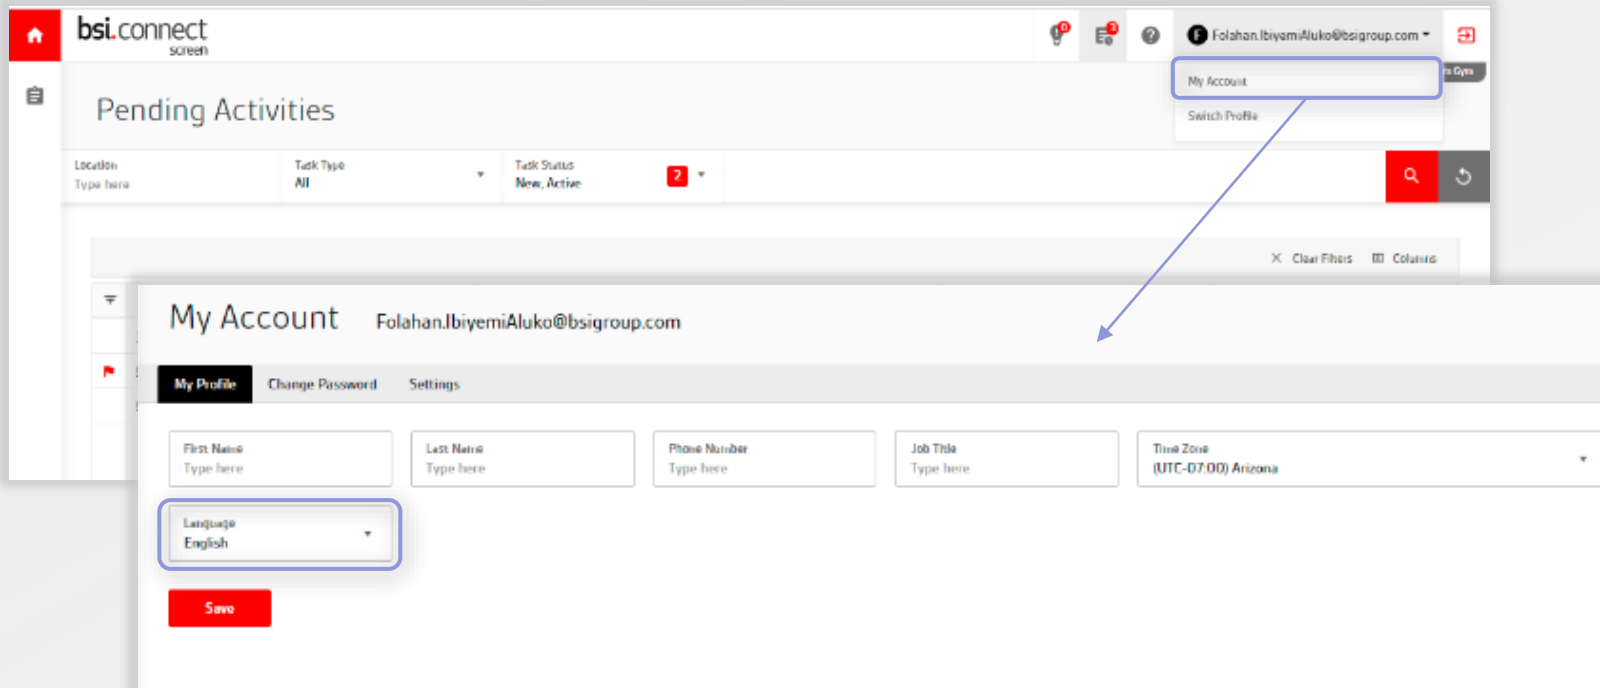 bsi.connect
screen
0
3
Folahan.IbiyemiAluko@bsigroup.com
My Account
Gym
Switch Profile
Pending Activities
Location
Type here
Task Type
All
Task Status
New, Active
2
Clear Filters
Columns
My Account
Folahan.IbiyemiAluko@bsigroup.com
My Profile
Change Password
Settings
First Name
Type here
Last Name
Type here
Phone Number
Type here
Job Title
Type here
Time Zone
(UTC-07:00) Arizona
Language
English
Save